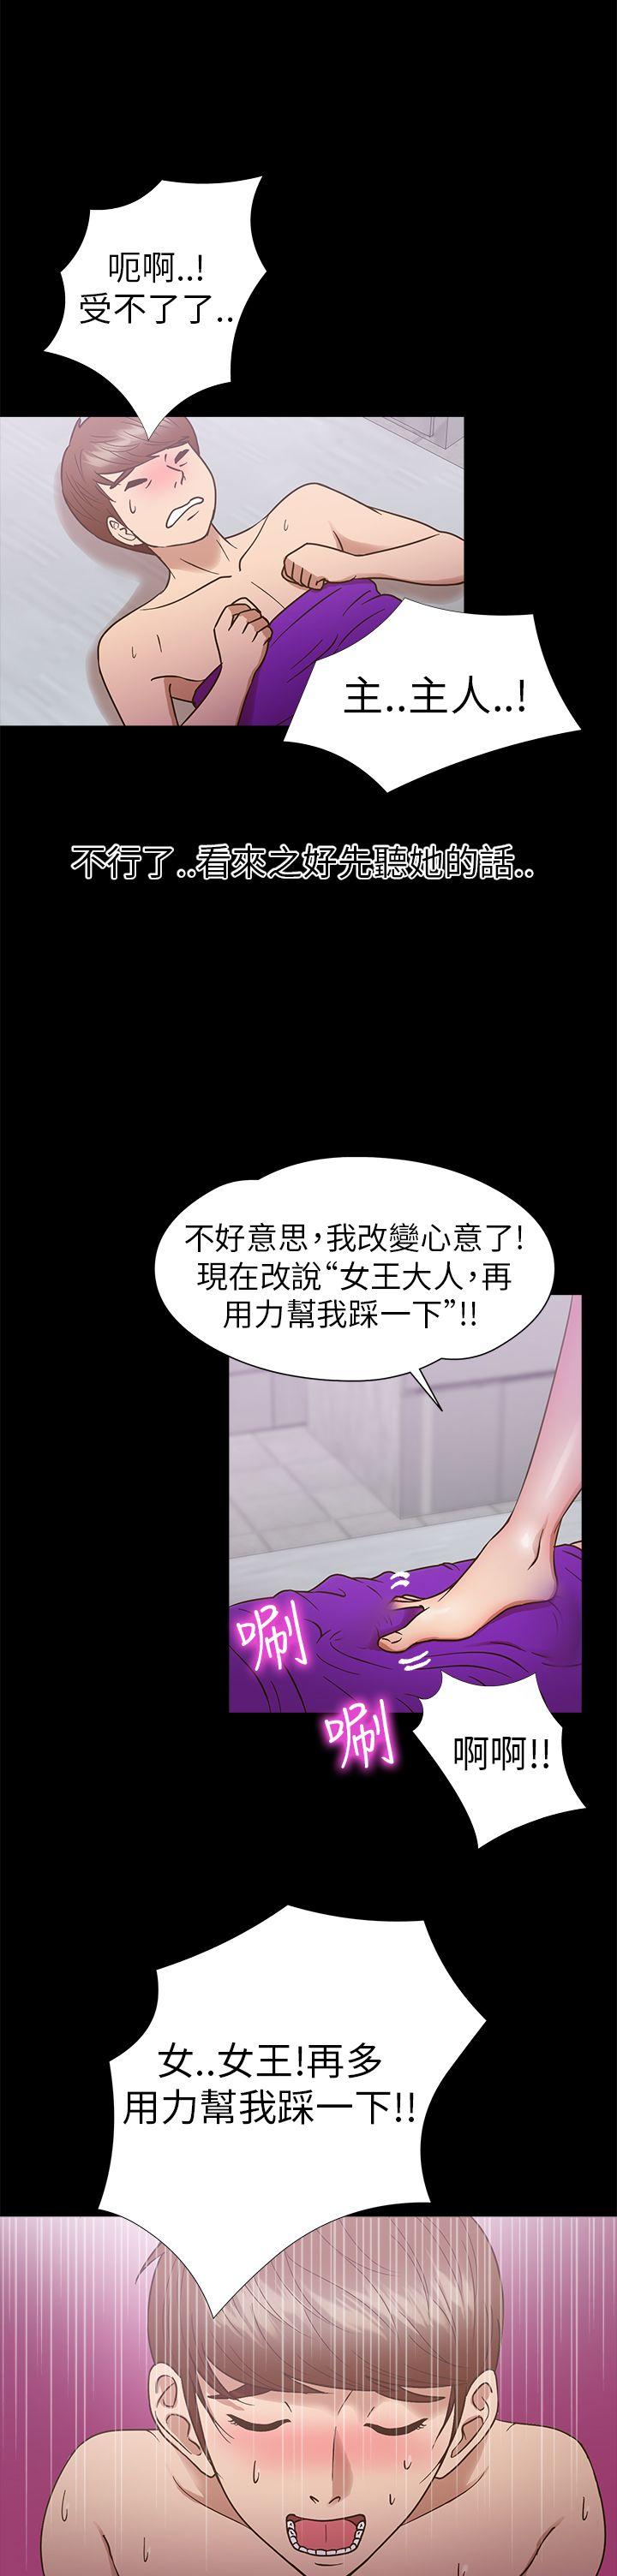 呃啊..!
受不了了..
主..主人..!
不行了..看來之好先聽她的話..
不好意思，我改變心意了!
現在改說“女王大人，再
用力幫我踩一下”!!
唰
唰
啊啊!!
女..女王!再多
用力幫我踩一下!!